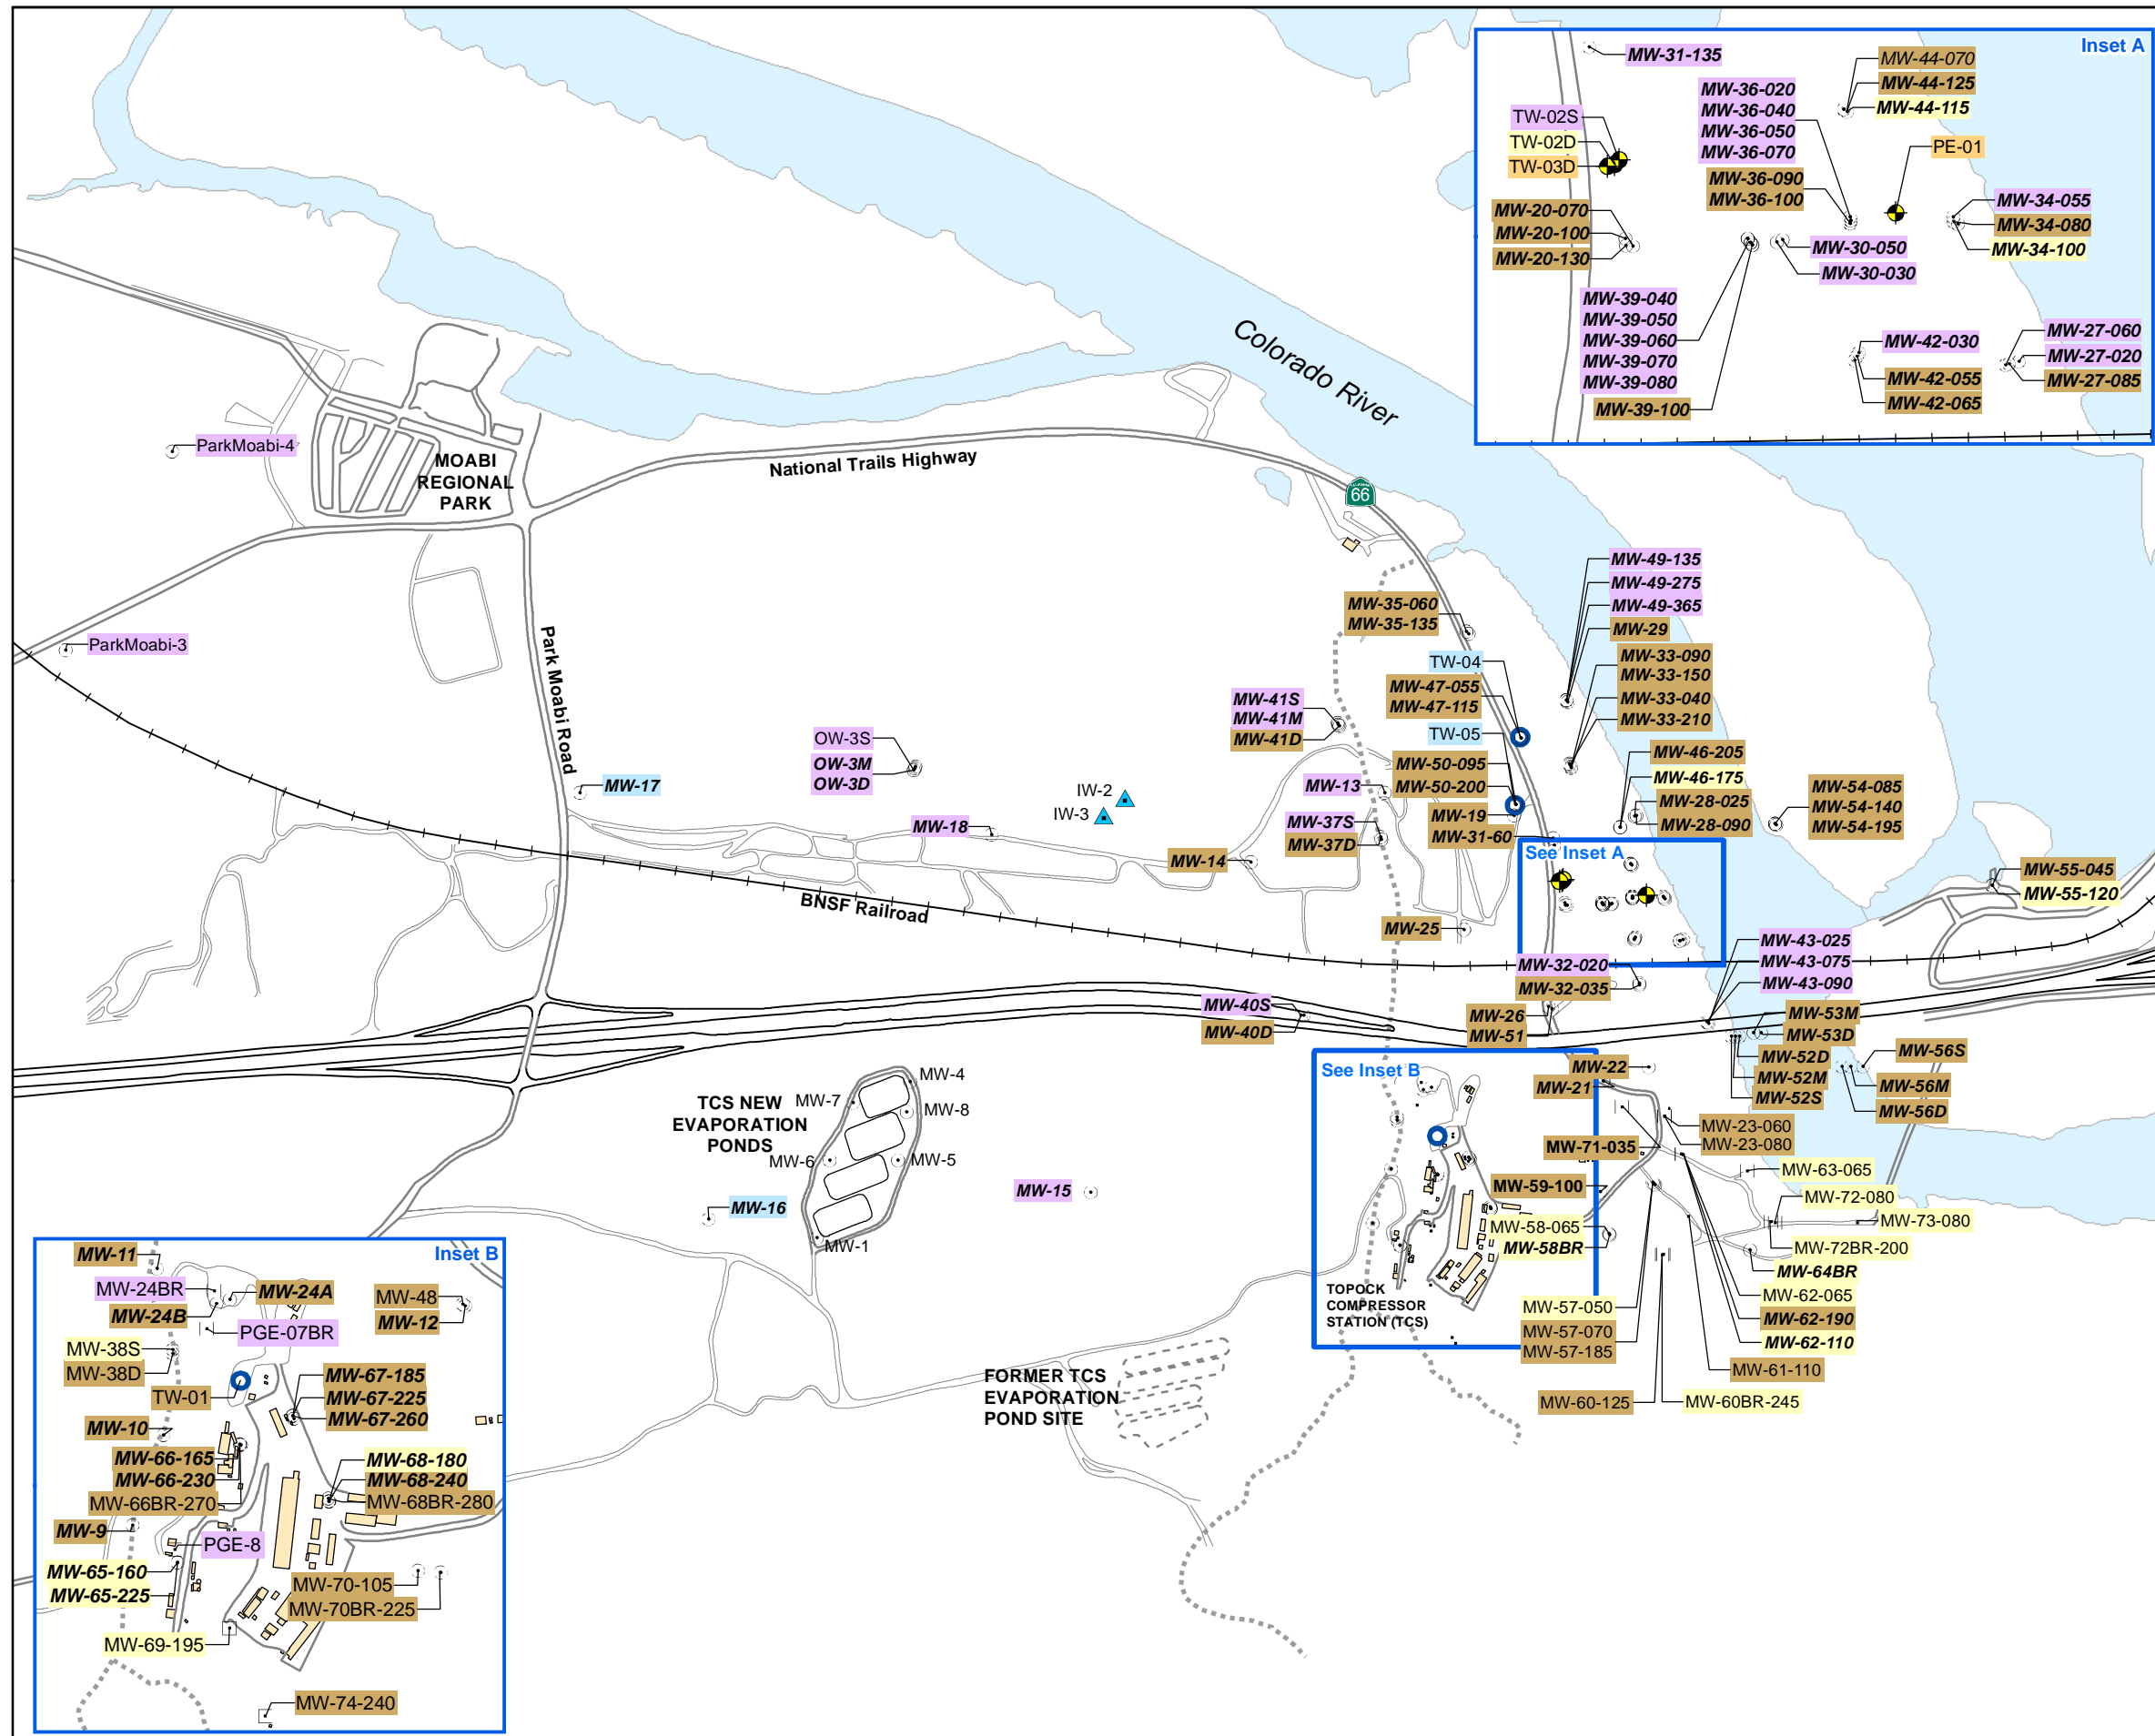 Inset A
MW-31-135
MW-44-070
MW-44-125
MW-44-115
MW-36-020
MW-36-040
MW-36-050
MW-36-070
TW-02S
TW-02D
TW-03D
PE-01
MW-36-090
MW-36-100
MW-34-055
MW-34-080
MW-34-100
MW-20-070
MW-20-100
MW-20-130
MW-30-050
MW-30-030
MW-39-040
MW-39-050
MW-39-060
MW-39-070
MW-39-080
MW-39-100
MW-42-030
MW-42-055
MW-42-065
MW-27-060
MW-27-020
MW-27-085
Colorado River
ParkMoabi-4
MOABI
REGIONAL
PARK
National Trails Highway
66
ParkMoabi-3
Park Moabi Road
MW-49-135
MW-49-275
MW-49-365
MW-29
MW-35-060
MW-35-135
MW-33-090
MW-33-150
MW-33-040
MW-33-210
TW-04
MW-47-055
MW-47-115
TW-05
MW-41S
MW-41M
MW-41D
OW-3S
OW-3M
OW-3D
MW-17
IW-2
IW-3
MW-18
MW-13
MW-50-095
MW-50-200
MW-19
MW-31-60
MW-37S
MW-37D
MW-14
MW-46-205
MW-46-175
MW-28-025
MW-28-090
MW-54-085
MW-54-140
MW-54-195
See Inset A
MW-55-045
MW-55-120
BNSF Railroad
MW-25
MW-32-020
MW-32-035
MW-43-025
MW-43-075
MW-43-090
MW-40S
MW-40D
MW-26
MW-51
MW-53M
MW-53D
MW-52D
MW-52M
MW-52S
MW-56S
MW-56M
MW-56D
See Inset B
MW-22
MW-21
MW-4
MW-7
MW-8
TCS NEW
EVAPORATION
PONDS
MW-6
MW-5
MW-1
MW-16
MW-15
MW-23-060
MW-23-080
MW-71-035
MW-63-065
MW-59-100
MW-72-080
MW-58-065
MW-58BR
MW-73-080
MW-72BR-200
MW-64BR
TOPOCK
COMPRESSOR
STATION (TCS)
MW-57-050
MW-57-070
MW-57-185
MW-62-065
MW-62-190
MW-62-110
MW-61-110
MW-60-125
MW-60BR-245
FORMER TCS
EVAPORATION
POND SITE
Inset B
MW-11
MW-24BR
MW-24A
MW-24B
MW-48
MW-12
PGE-07BR
MW-38S
MW-38D
TW-01
MW-67-185
MW-67-225
MW-67-260
MW-10
MW-66-165
MW-66-230
MW-66BR-270
MW-68-180
MW-68-240
MW-68BR-280
MW-9
PGE-8
MW-65-160
MW-65-225
MW-70-105
MW-70BR-225
MW-69-195
MW-74-240